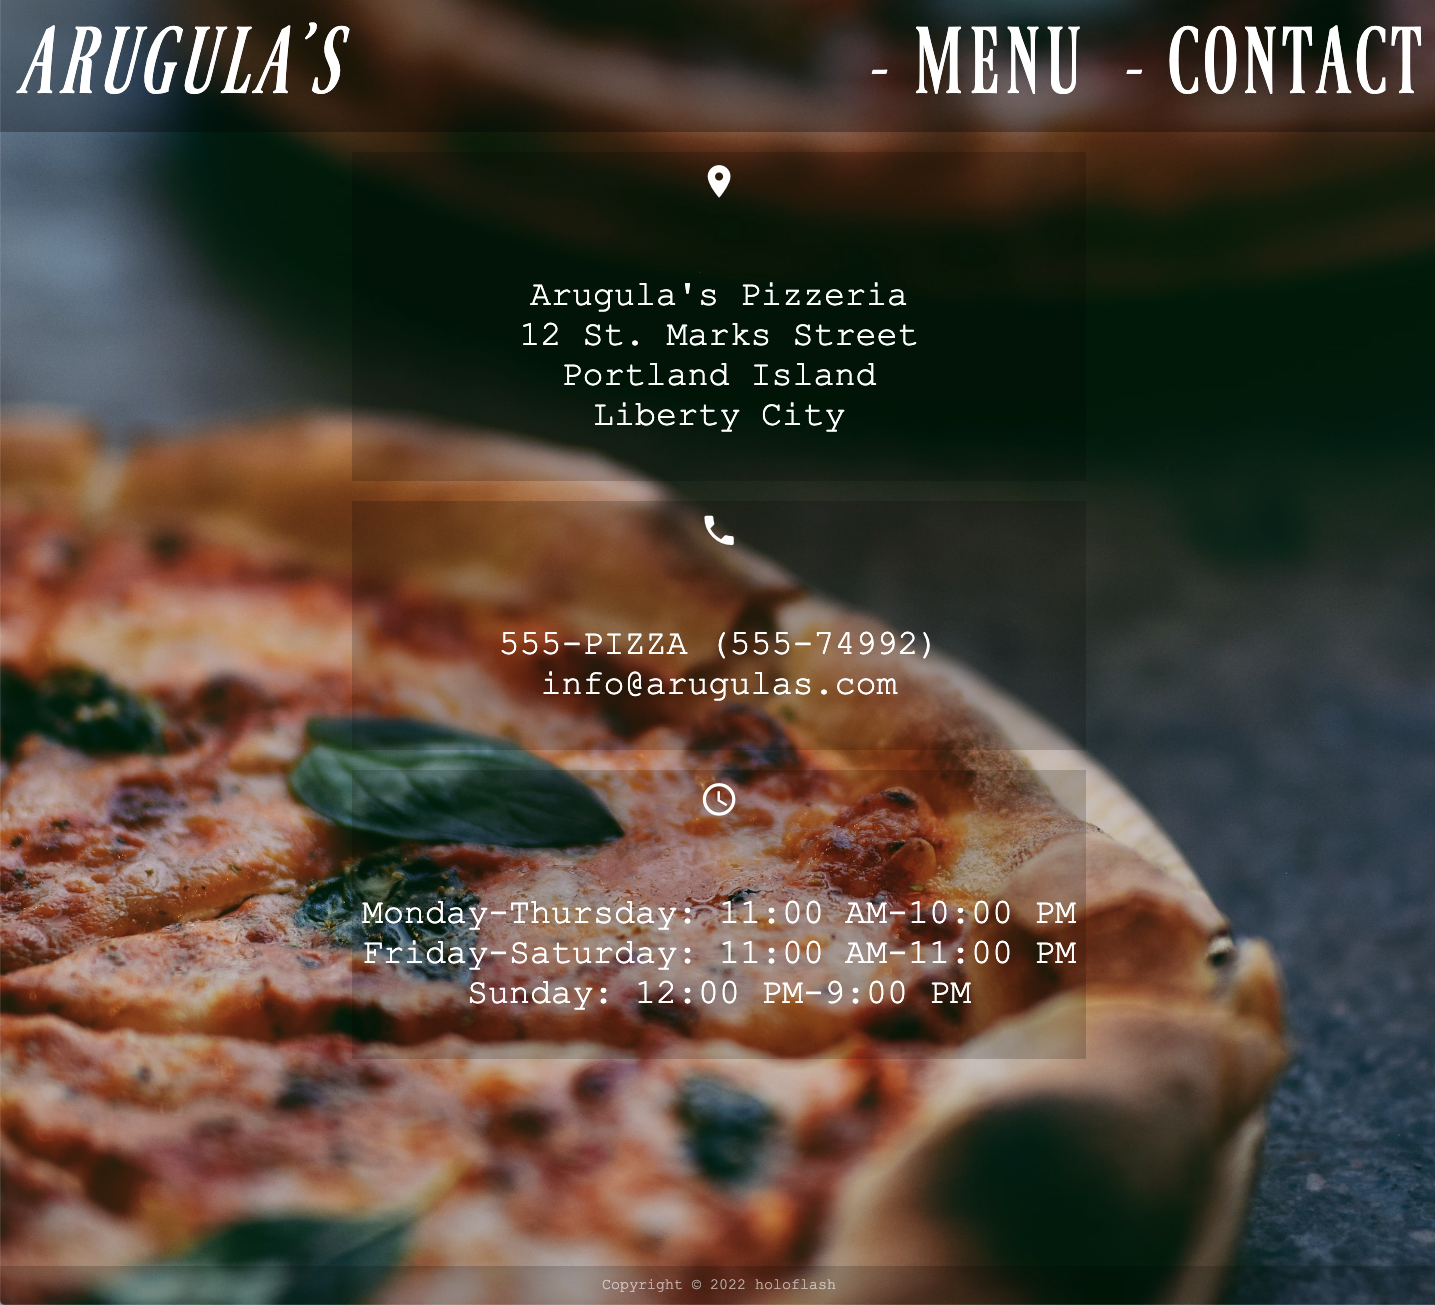 ARUGULA’S
- MENU - CONTACT
Arugula's Pizzeria
12 St. Marks Street
Portland Island
Liberty City
555-PIZZA (555-74992)
info@arugulas.com
Monday-Thursday: 11:00 AM-10:00 PM
Friday-Saturday: 11:00 AM-11:00 PM
Sunday: 12:00 PM-9:00 PM
Copyright © 2022 holoflash